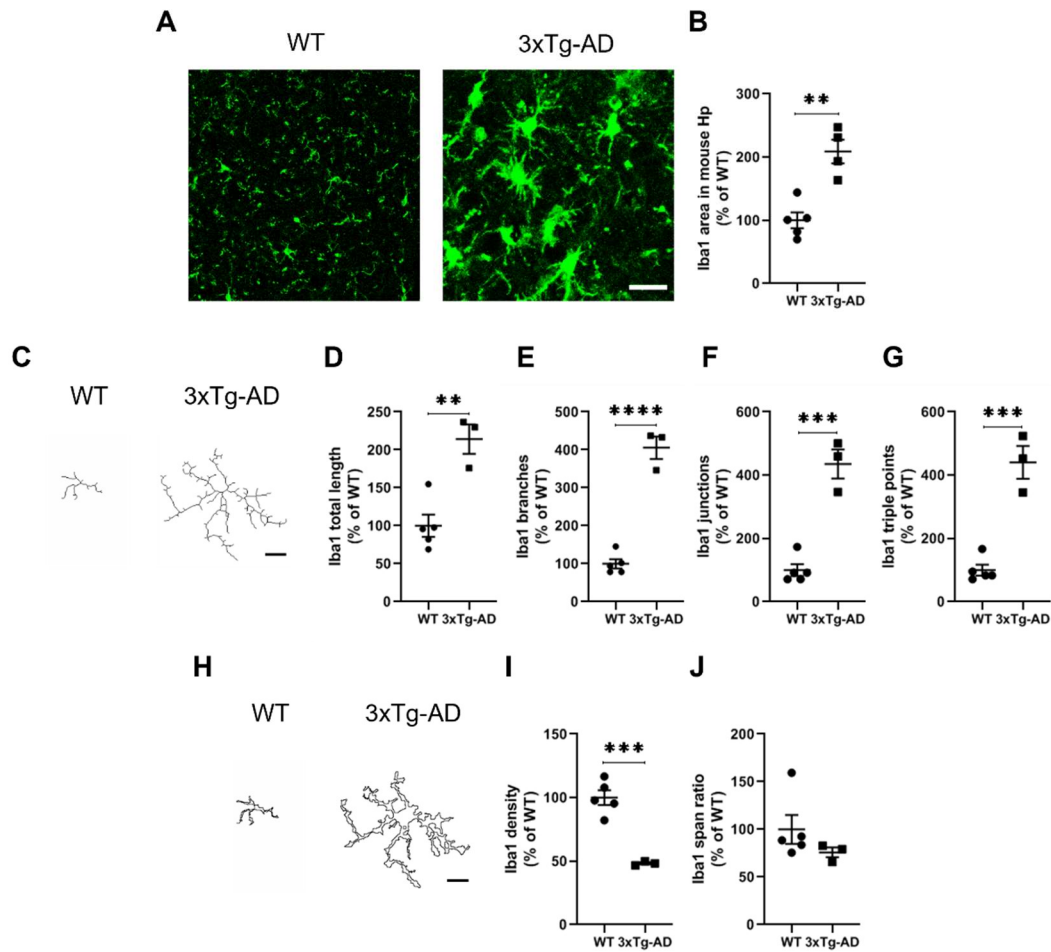 A
WT
3xTg-AD
B
Iba1 area in mouse Hp
(% of WT)
300
200
100
0
**
WT 3xTg-AD
C
WT
3xTg-AD
D
Iba1 total length
(% of WT)
250
200
150
100
50
0
**
WT 3xTg-AD
E
Iba1 branches
(% of WT)
500
400
300
200
100
0
****
WT 3xTg-AD
F
Iba1 junctions
(% of WT)
600
400
200
0
***
WT 3xTg-AD
G
Iba1 triple points
(% of WT)
600
400
200
0
***
WT 3xTg-AD
H
WT
3xTg-AD
I
Iba1 density
(% of WT)
150
100
50
0
***
WT 3xTg-AD
J
Iba1 span ratio
(% of WT)
200
150
100
50
0
WT 3xTg-AD